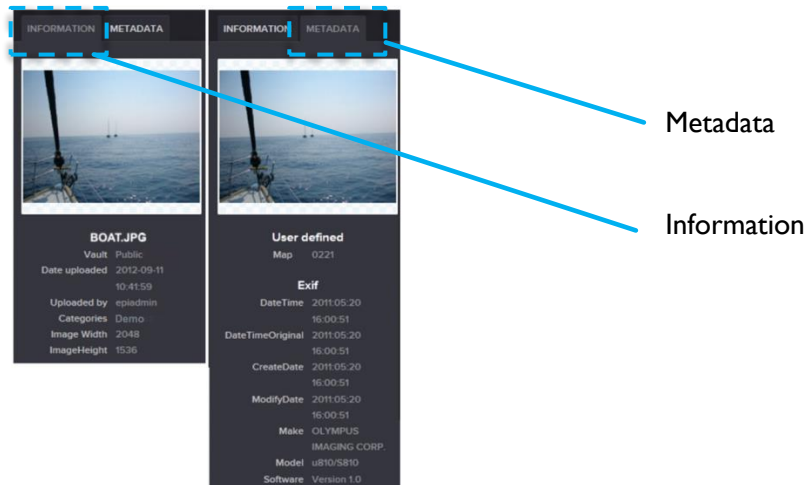 INFORMATION METADATA
BOAT.JPG
Vault Public
Date uploaded 2012-09-11
10:41:59
Uploaded by epiadmin
Categories Demo
Image Width 2048
ImageHeight 1536
INFORMATION METADATA
User defined
Map 0221
Exif
DateTime 2011:05:20
16:00:51
DateTimeOriginal 2011:05:20
16:00:51
CreateDate 2011:05:20
16:00:51
ModifyDate 2011:05:20
16:00:51
Make OLYMPUS
IMAGING CORP.
Model u810/S810
Software Version 1.0
Metadata
Information